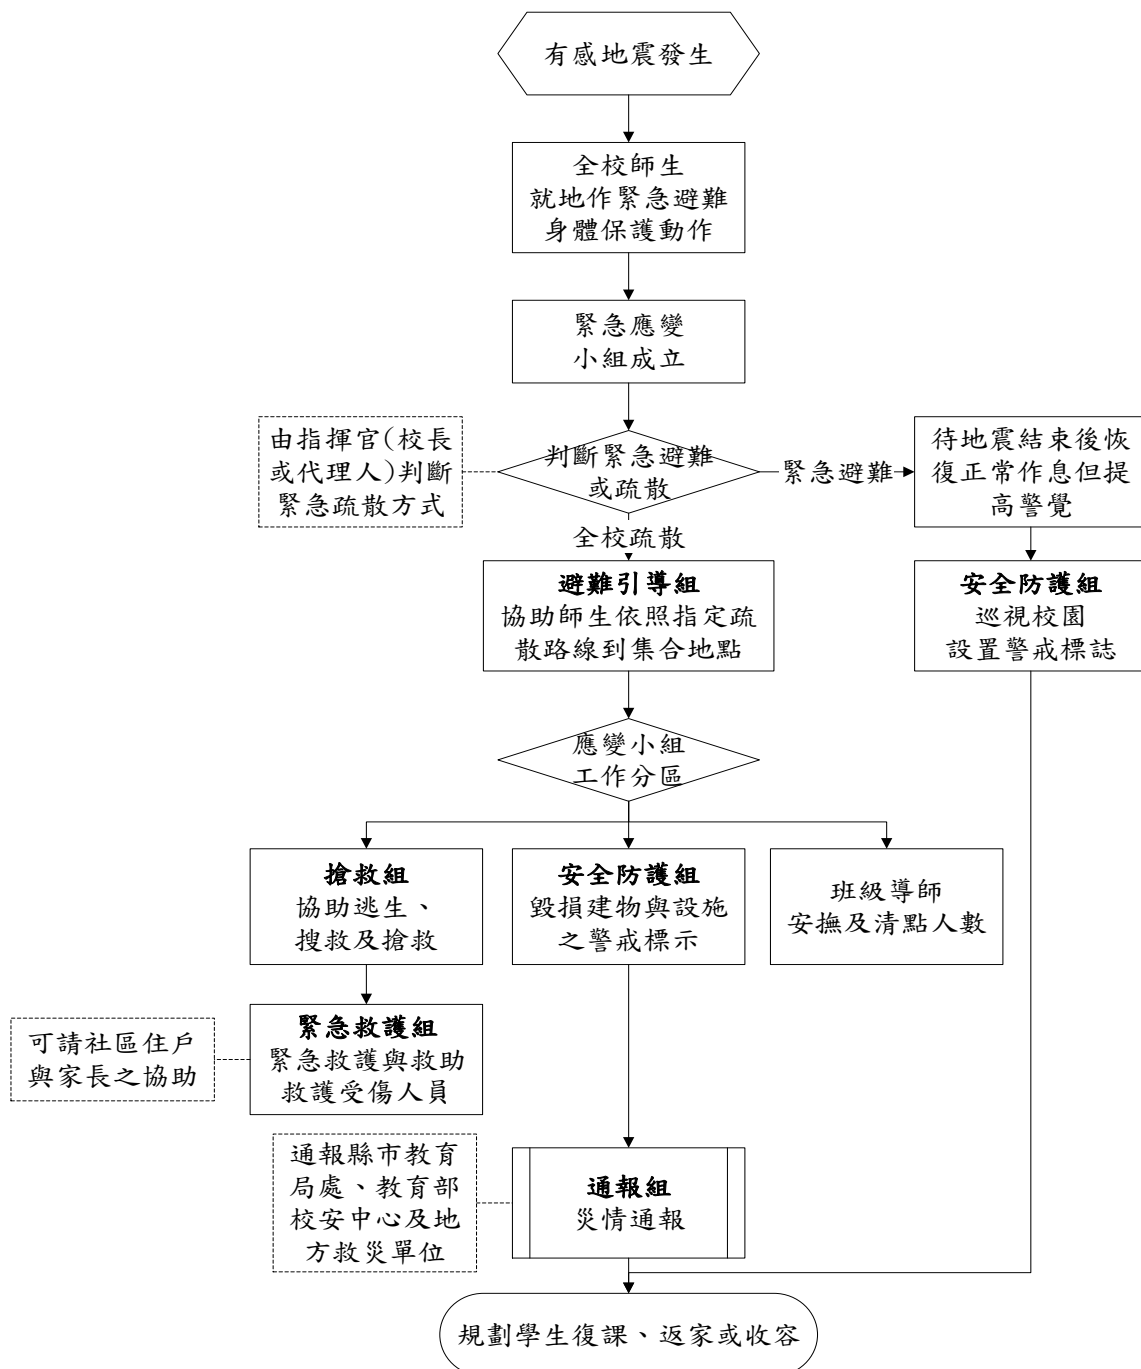 有感地震發生
全校師生
就地作緊急避難
身體保護動作
緊急應變
小組成立
由指揮官(校長
或代理人)判斷
緊急疏散方式
判斷緊急避難
或疏散
緊急避難
待地震結束後恢
復正常作息但提
高警覺
全校疏散
避難引導組
協助師生依照指定疏
散路線到集合地點
安全防護組
巡視校園
設置警戒標誌
應變小組
工作分區
搶救組
協助逃生、
搜救及搶救
安全防護組
毀損建物與設施
之警戒標示
班級導師
安撫及清點人數
可請社區住戶
與家長之協助
緊急救護組
緊急救護與救助
救護受傷人員
通報縣市教育
局處、教育部
校安中心及地
方救災單位
通報組
災情通報
規劃學生復課、返家或收容